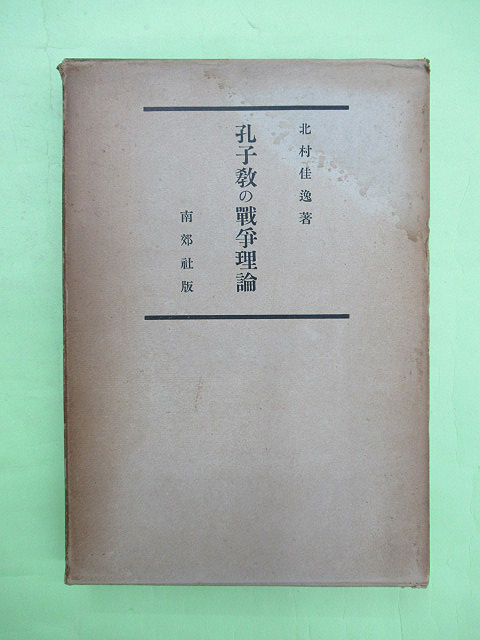 北村佳逸著
孔子教の戰爭理論
南郊社版